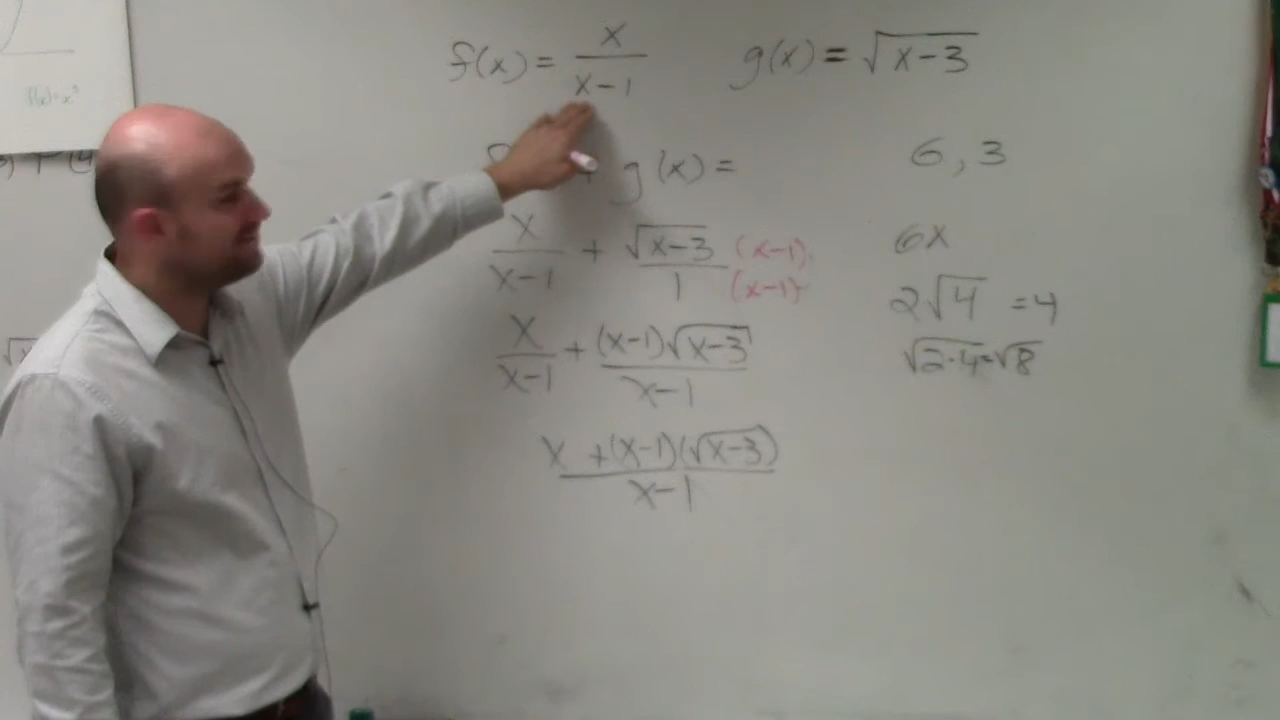 f(x) = x/(x-1)   g(x) = √(x-3)
g(x) =   6, 3
x/(x-1) + √(x-3)/1 (x-1)/(x-1)   6x
2√4 = 4
x/(x-1) + (x-1)√(x-3)/(x-1)   √2·4=√8
x +(x-1)(√(x-3))/(x-1)
f(x)=x³